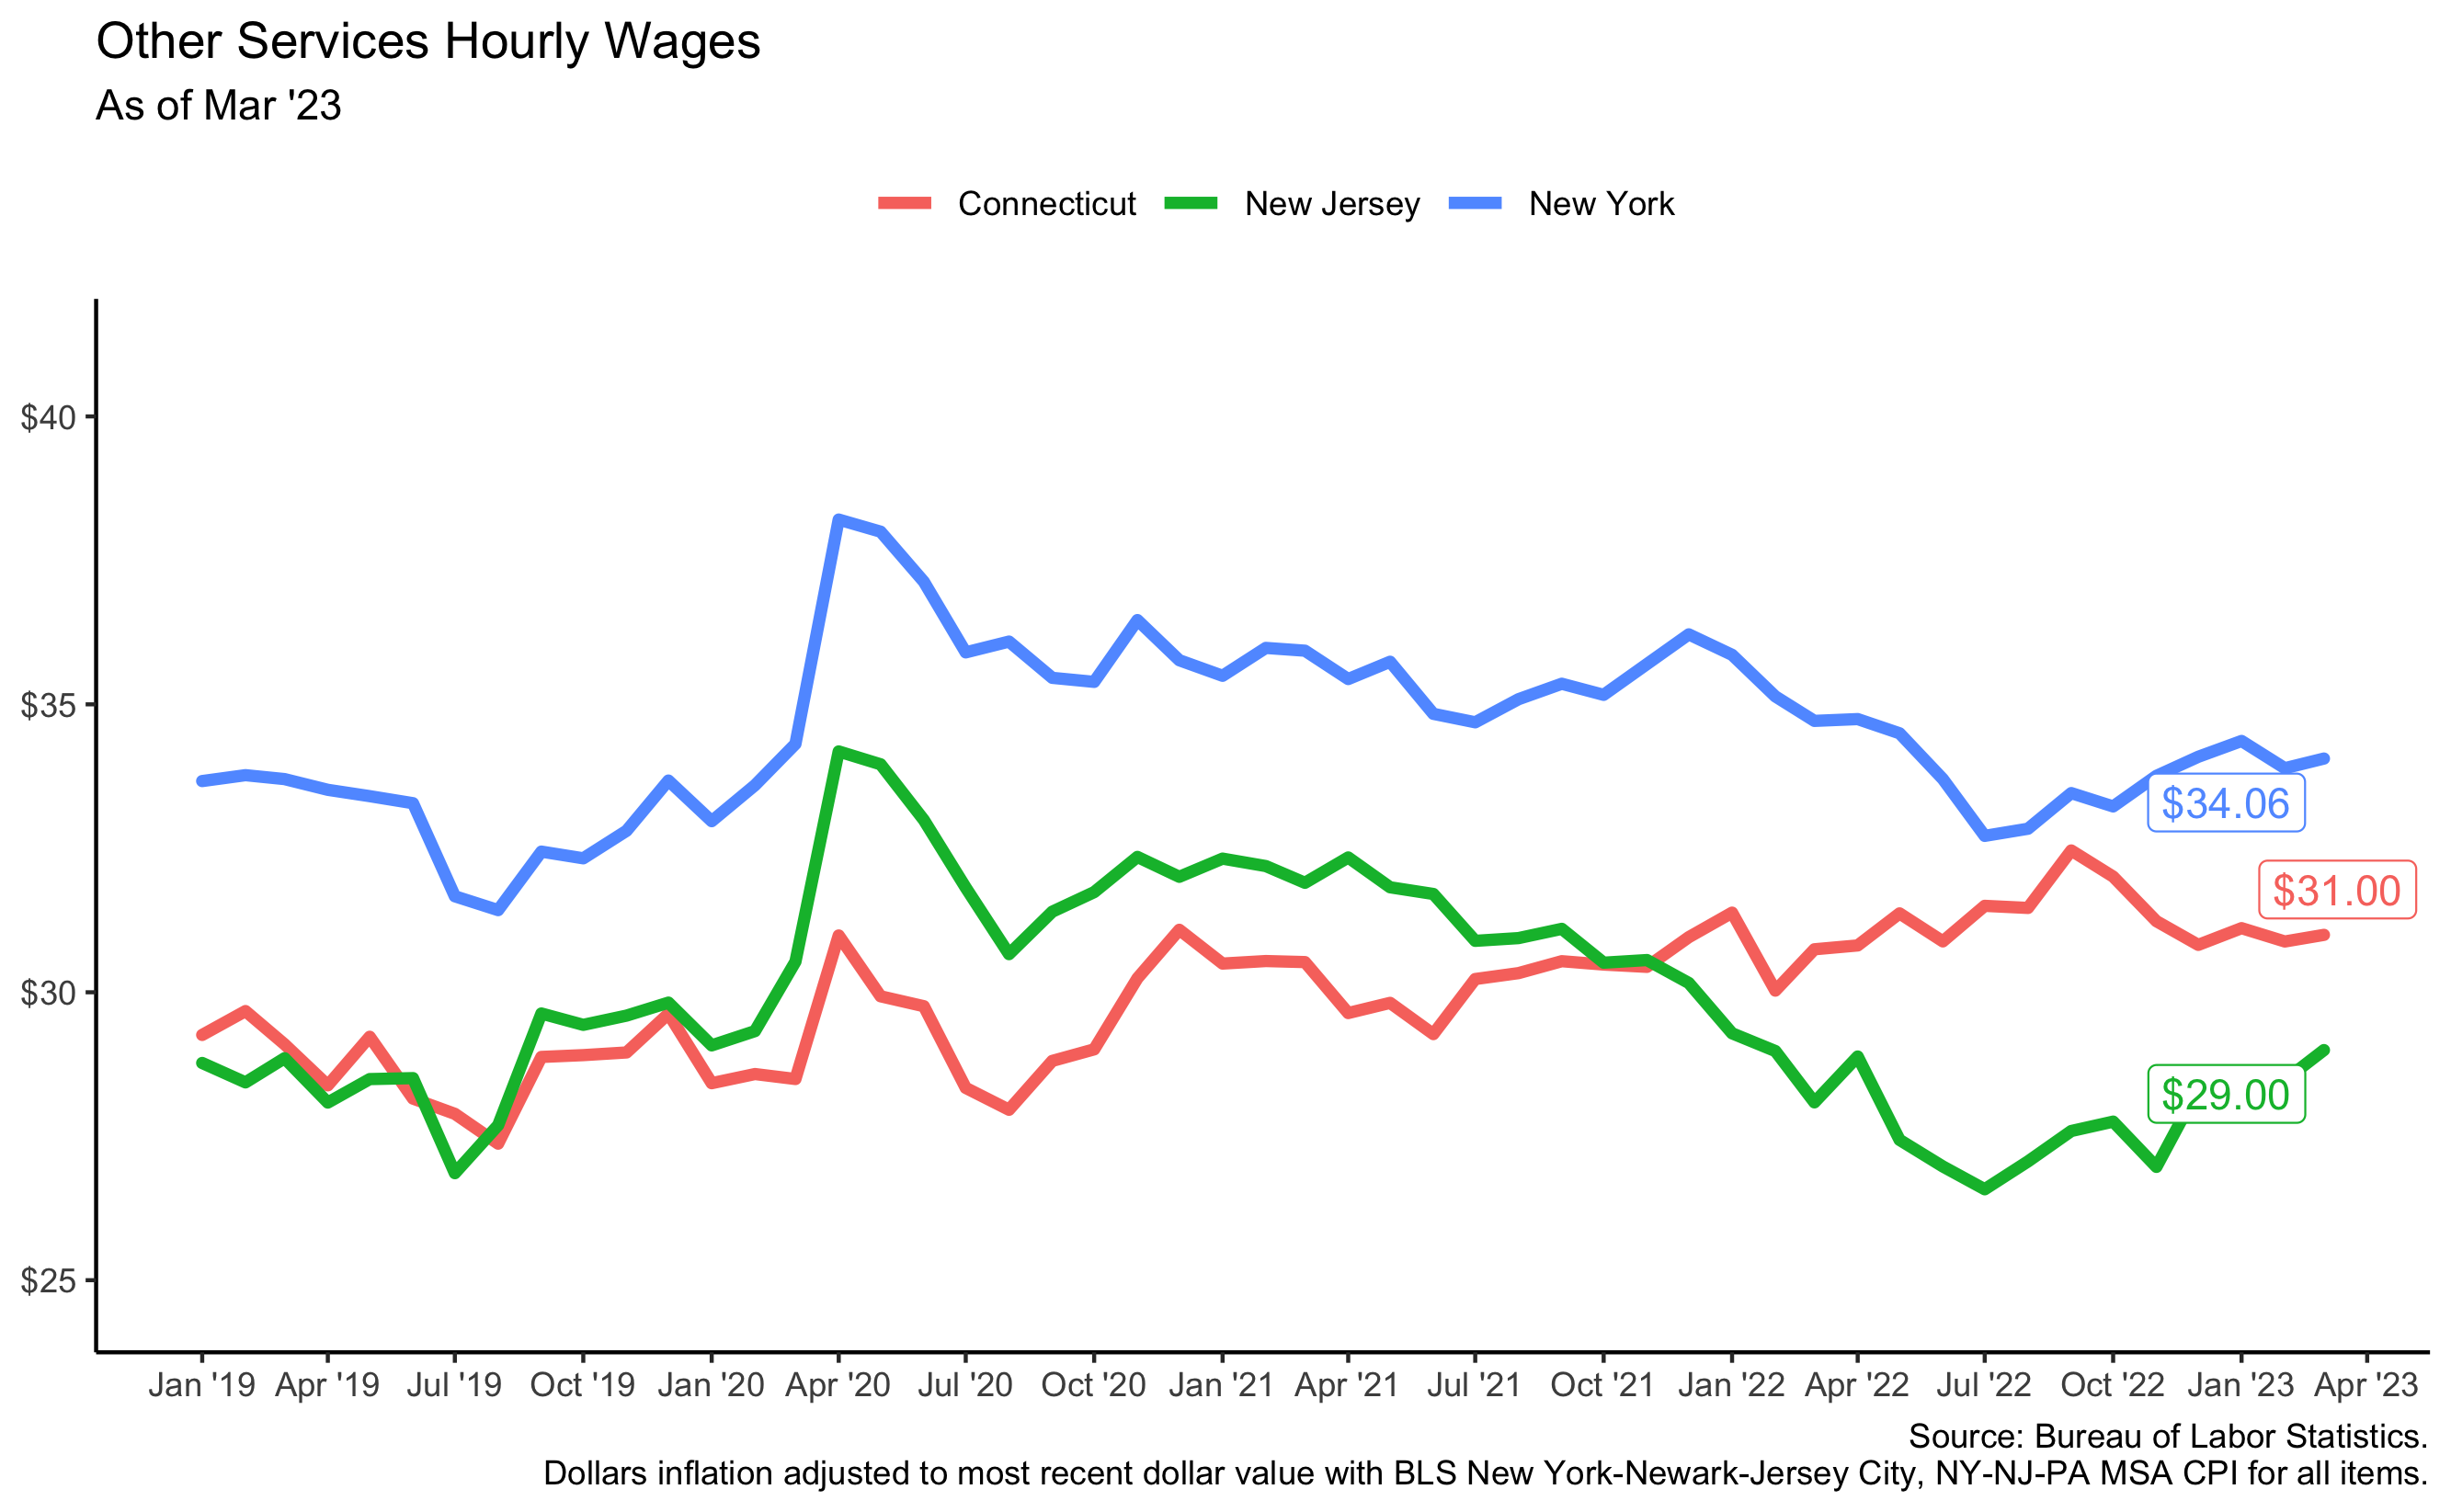 Other Services Hourly Wages
As of Mar '23
Connecticut New Jersey New York
$40
$35
$30
$25
$34.06
$31.00
$29.00
Jan '19 Apr '19 Jul '19 Oct '19 Jan '20 Apr '20 Jul '20 Oct '20 Jan '21 Apr '21 Jul '21 Oct '21 Jan '22 Apr '22 Jul '22 Oct '22 Jan '23 Apr '23
Source: Bureau of Labor Statistics.
Dollars inflation adjusted to most recent dollar value with BLS New York-Newark-Jersey City, NY-NJ-PA MSA CPI for all items.